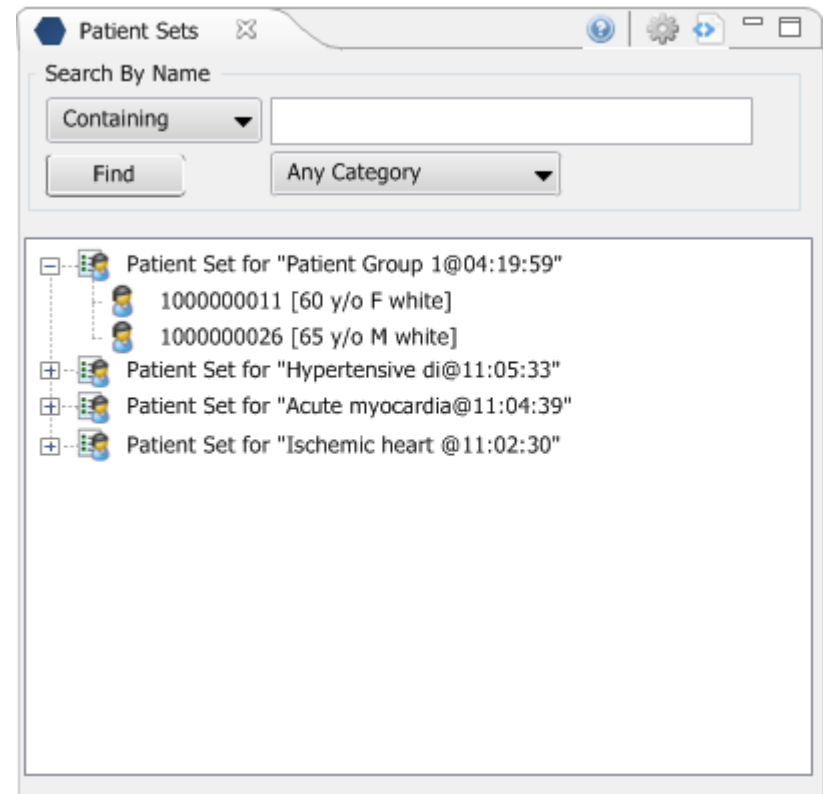 Patient Sets
Search By Name
Containing
Find Any Category
Patient Set for "Patient Group 1@04:19:59"
1000000011 [60 y/o F white]
1000000026 [65 y/o M white]
Patient Set for "Hypertensive di@11:05:33"
Patient Set for "Acute myocardia@11:04:39"
Patient Set for "Ischemic heart @11:02:30"